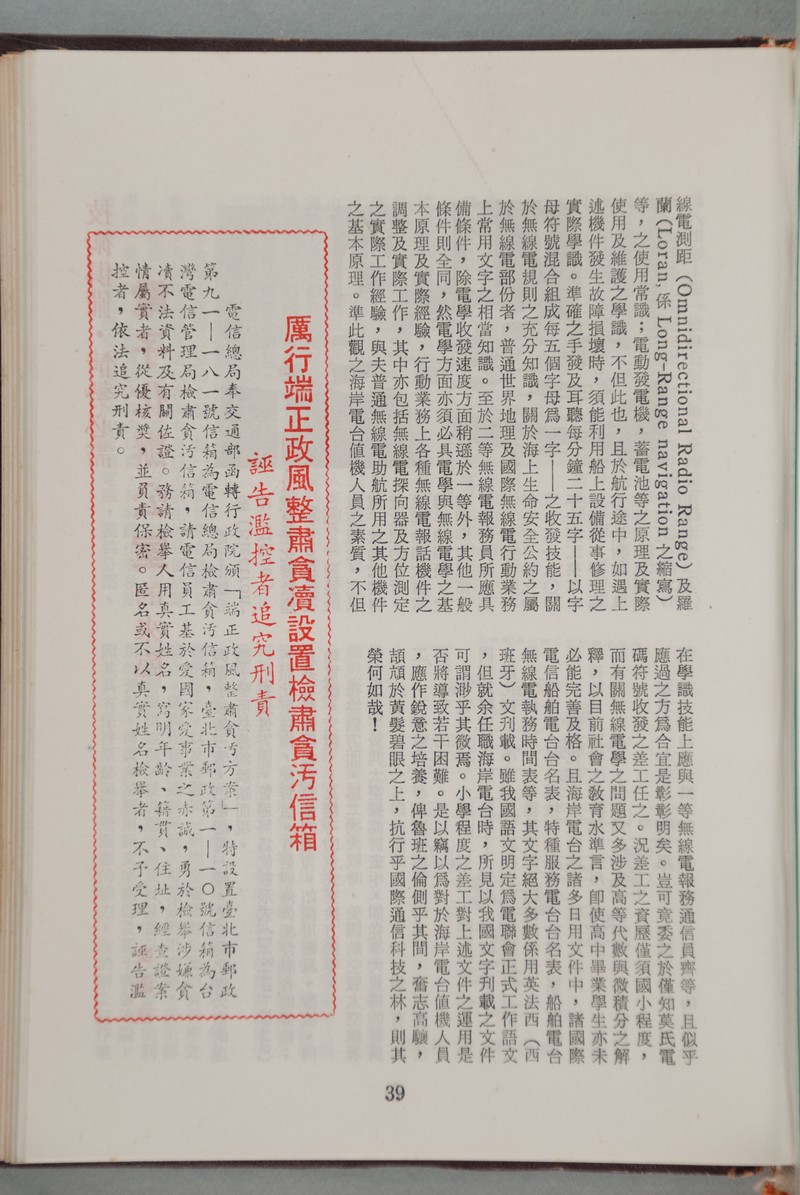 線電測距（Omnidirectional Radio Range）及羅
蘭（Loran, 係 Long-Range navigation 之縮寫）
等，之使用常識；電動發電機，蓄電池等之原理及實際
使用及維護之學識，不但此也，且於航行途中，如遇上
述機件發生故障損壞時，須能利用船上設備從事修理之
實際學識。準確之手發及耳聽每分鐘二十五字——以字
母符號混合組成每五個字母爲一字——之收發技能，關
於無線電規則之充分知識，關於海上生命安全公約之屬
於無線電部份者，普通世界地理及國際無線電行動業務
上常用文字之相當知識。至於二等無線電報務員所應具
備條件，除電學收發速度方面稍遜於一等外，其他一般
條件則全同，然電學方面亦須必具電學與無線電學之基
本原理及實際經驗，行動業務上各種無線電報話機件之
調整及實際工作，其中亦包括無線電探向器及方位測定
之實際工作經驗，與夫普通無線電助航所用之其他機件
之基本原理。準此觀之海岸電台値機人員之素質，不但
在學識技能上應與一等無線電報務通信員齊等，且似乎
應過之方爲合宜是彰彰明矣。豈可竟委之於僅知莫氏電
碼符號收發之差工任之。況差工之資歷僅須國小程度，
而有關無線電學之問題又多涉及高等代數與微積分之解
釋，以目前社會之敎育水準言，卽使高中畢業學生亦未
必能完善及格。且海岸電台之諸多日用文件中，諸國際
電信船舶電台台名表，特種服務電台台名表，船舶電台
無線電執務時間表等，其文字絕大多數係用英法西（西
班牙）文刋載。雖我國語文明定爲電聯會正式工作語文
，但就余任職海岸電台時，所見以我國文字刋載之文件
可謂渺乎其微焉。小學程度之差工對上述文件之運用是
否將導致若干困難。是以竊以爲對於海岸電台値機人員
，應作銳意之培養，俾魯班之倫側乎其間，奮志高驤，
頡頏於黃髮碧眼之上，抗行乎國際通信科技之林，則其
榮何如哉！
厲行端正政風整肅貪瀆設置檢肅貪汚信箱
誣告濫控者追究刑責
電信總局奉交通部函轉行政院頒「端正政風整肅貪污方案」，特設置臺北市郵政
第九一—一八一號信箱為電信總局檢肅貪污信箱，臺北市郵政第一—一〇號信箱為台
灣電信管理局檢肅貪污信箱，請電信員工基於愛國家愛事業之赤誠，勇於檢舉涉嫌貪
瀆不法資料及有關佐證。務請檢舉人用真實姓名，寫明年齡、籍貫、住址，經查證案
情屬實者，從優核獎，並負責保密。匿名或不以真實姓名檢舉者，不予受理，誣告濫
控者，依法追究刑責。
39